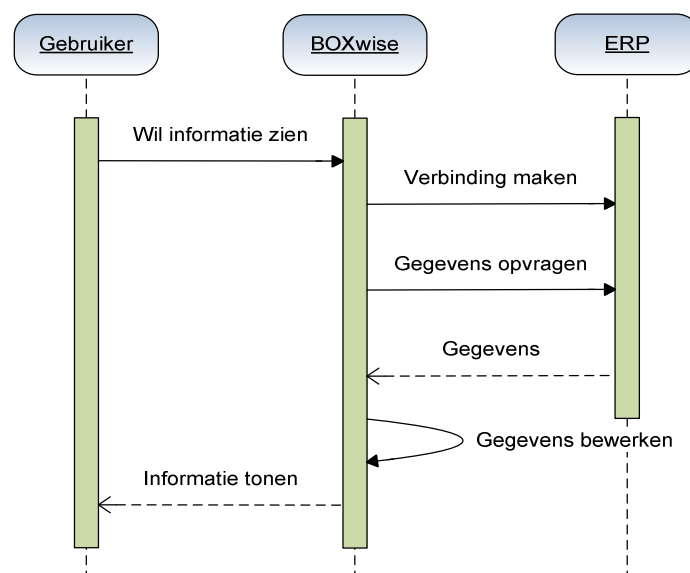 Gebruiker
BOXwise
ERP
Wil informatie zien
Verbinding maken
Gegevens opvragen
Gegevens
Gegevens bewerken
Informatie tonen